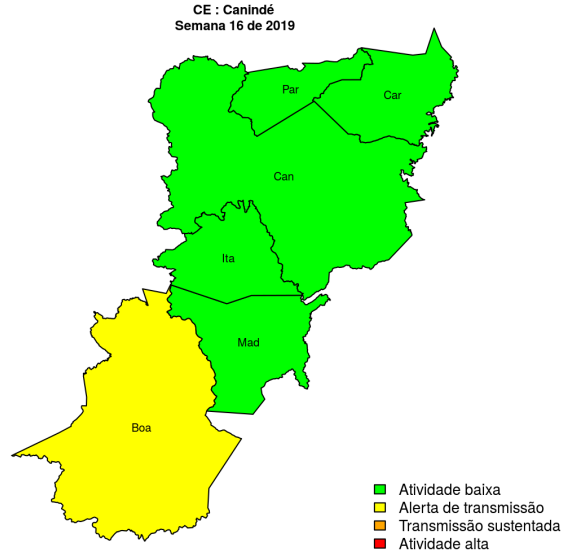 CE : Canindé
Semana 16 de 2019
Par
Car
Can
Ita
Mad
Boa
Atividade baixa
Alerta de transmissão
Transmissão sustentada
Atividade alta